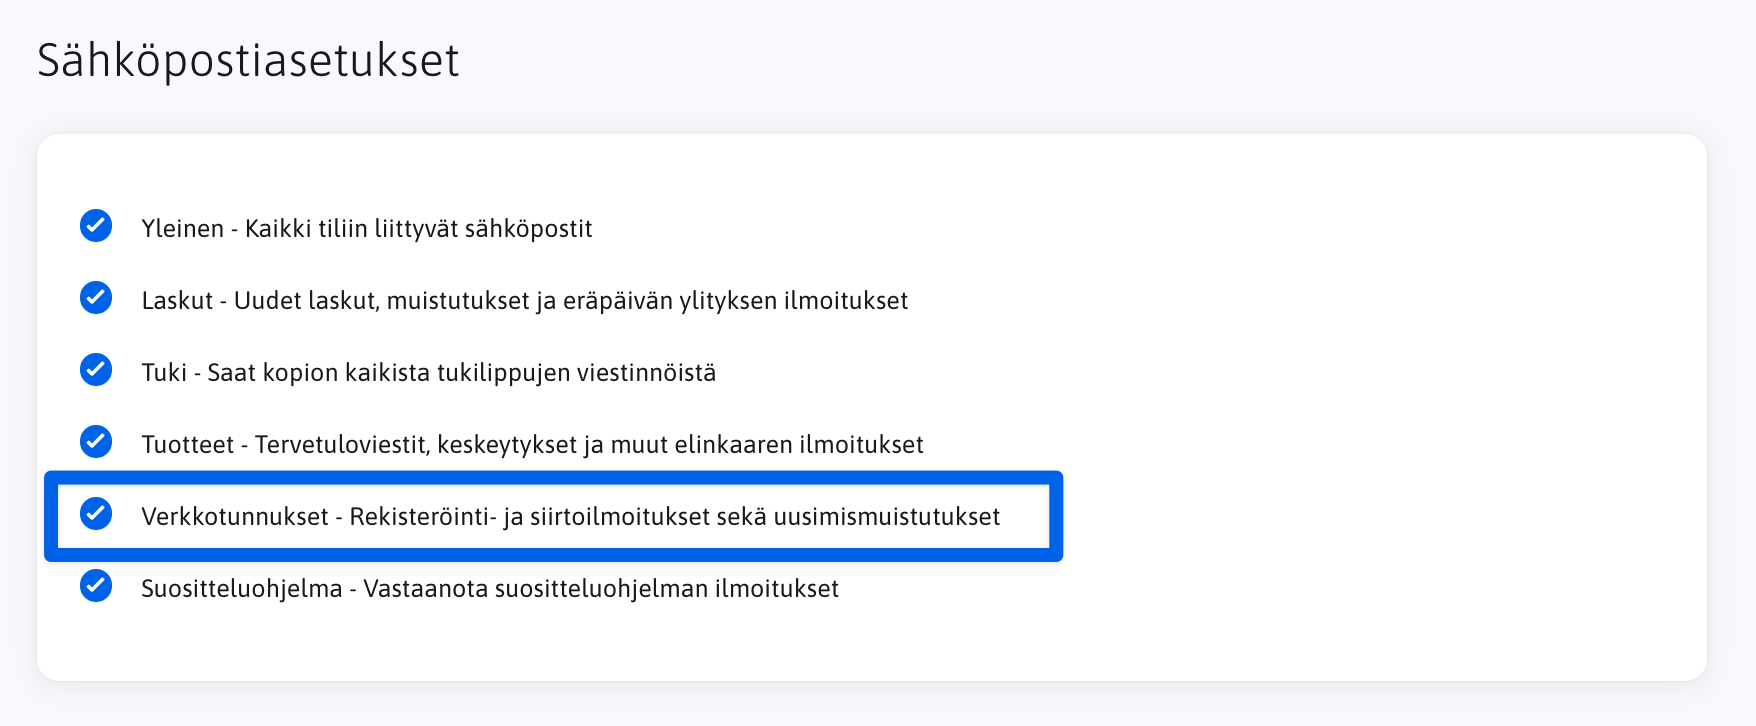 Sähköpostiasetukset
Yleinen - Kaikki tiliin liittyvät sähköpostit
Laskut - Uudet laskut, muistutukset ja eräpäivän ylityksen ilmoitukset
Tuki - Saat kopion kaikista tukilippujen viestinnöistä
Tuotteet - Tervetuloviestit, keskeytykset ja muut elinkaaren ilmoitukset
Verkkotunnukset - Rekisteröinti- ja siirtoilmoitukset sekä uusimismuistutukset
Suositteluohjelma - Vastaanota suositteluohjelman ilmoitukset